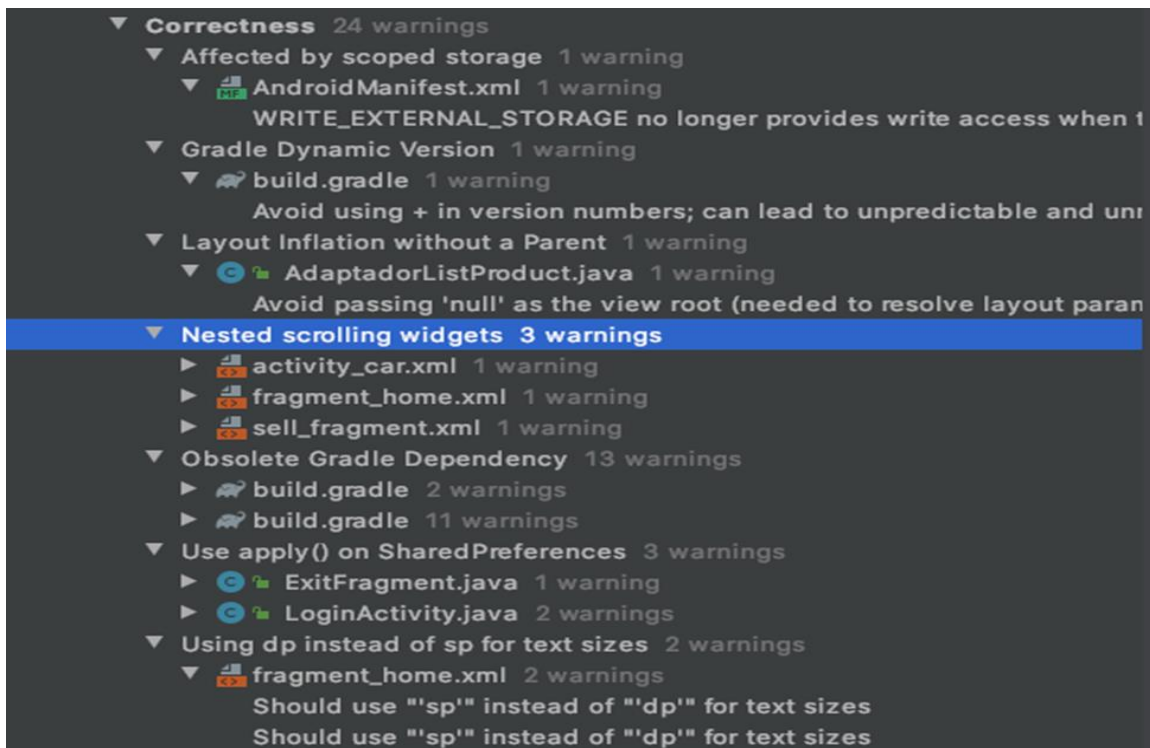 Correctness 24 warnings
Affected by scoped storage 1 warning
AndroidManifest.xml 1 warning
WRITE_EXTERNAL_STORAGE no longer provides write access when
Gradle Dynamic Version 1 warning
build.gradle 1 warning
Avoid using + in version numbers; can lead to unpredictable and
Layout Inflation without a Parent 1 warning
AdaptadorListProduct.java 1 warning
Avoid passing 'null' as the view root (needed to resolve layout
Nested scrolling widgets 3 warnings
activity_car.xml 1 warning
fragment_home.xml 1 warning
sell_fragment.xml 1 warning
Obsolete Gradle Dependency 13 warnings
build.gradle 2 warnings
build.gradle 11 warnings
Use apply() on SharedPreferences 3 warnings
ExitFragment.java 1 warning
LoginActivity.java 2 warnings
Using dp instead of sp for text sizes 2 warnings
fragment_home.xml 2 warnings
Should use "'sp'" instead of "'dp'" for text sizes
Should use "'sp'" instead of "'dp'" for text sizes